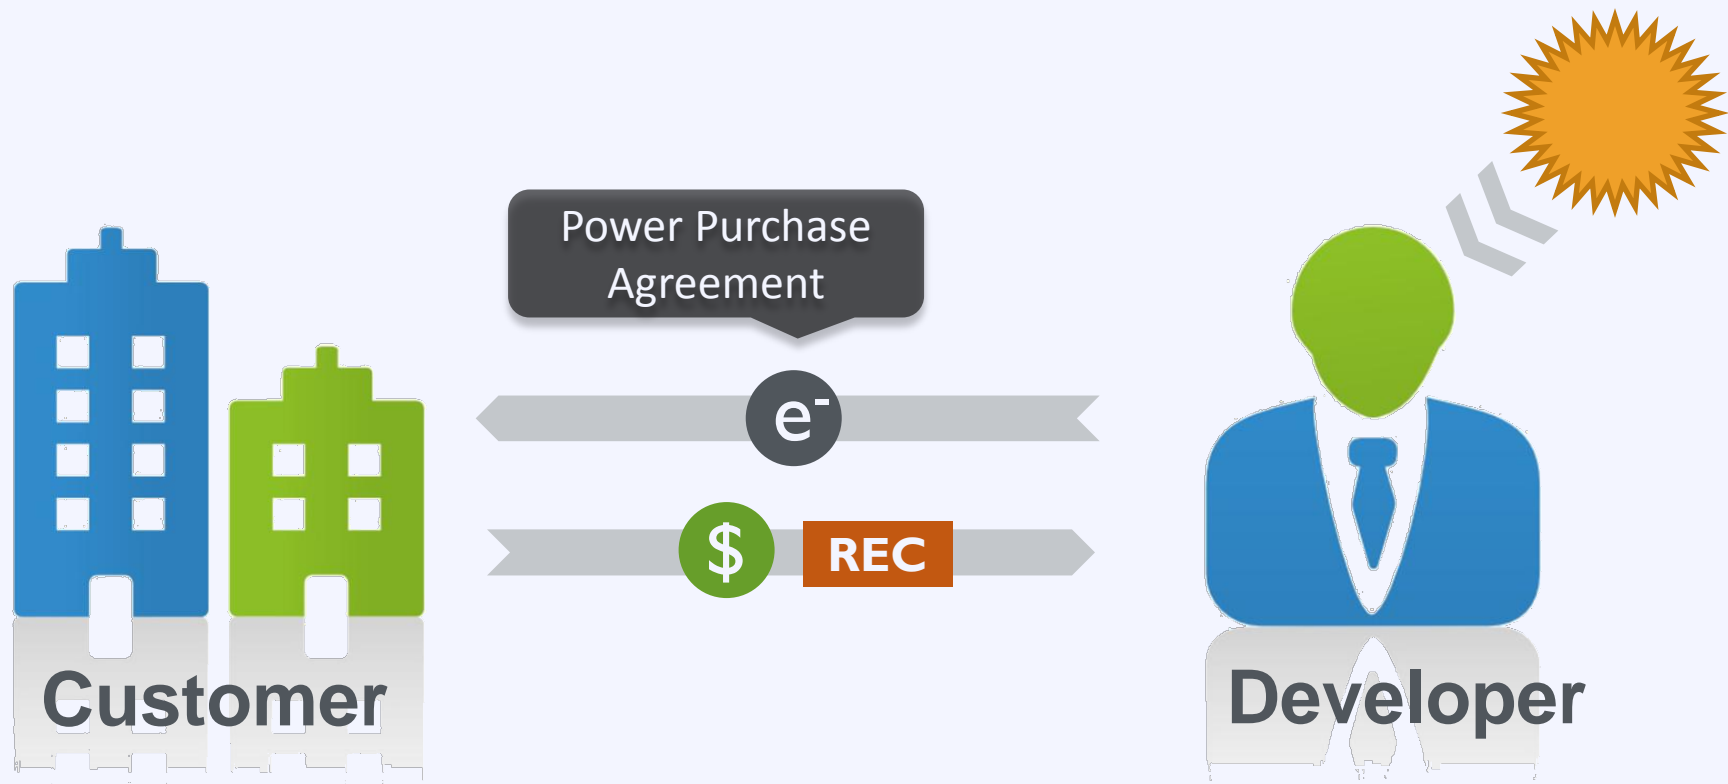 Power Purchase
Agreement
e⁻
$
REC
Customer
Developer